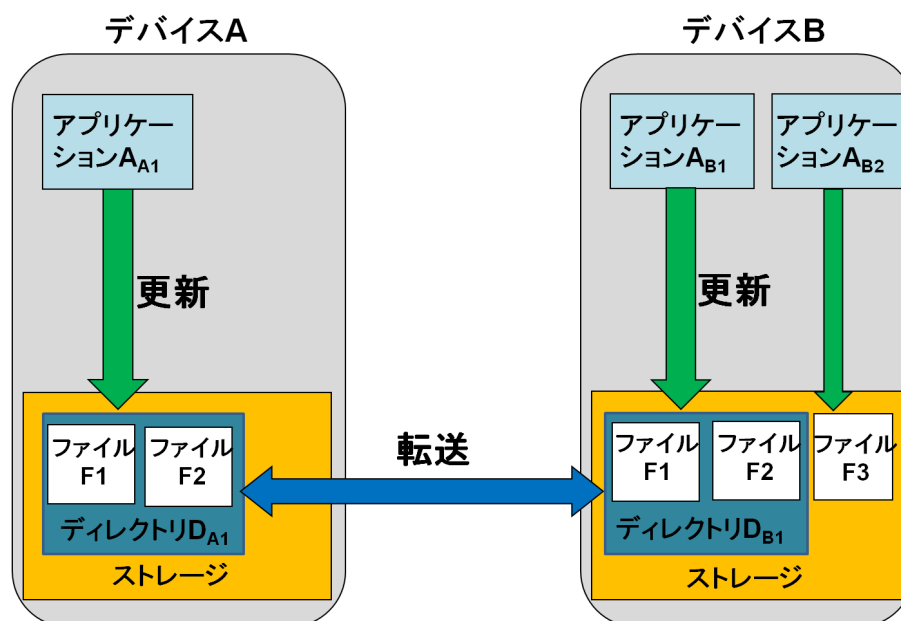 デバイスA
デバイスB
アプリケー
ションAA1
アプリケー
ションAB1
アプリケー
ションAB2
更新
更新
ファイル
F1
ファイル
F2
ディレクトリDA1
ストレージ
転送
ファイル
F1
ファイル
F2
ファイル
F3
ディレクトリDB1
ストレージ